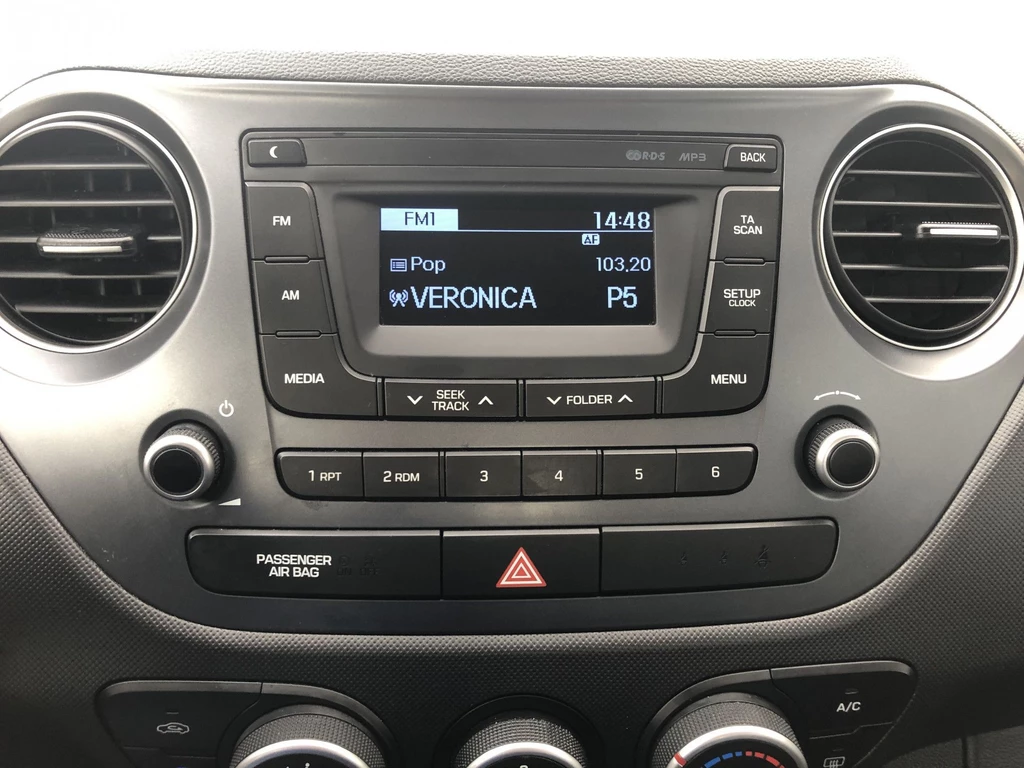 R·D·S MP3 BACK
FM
FM1 14:48
TA
SCAN
AF
Pop 103.20
AM
VERONICA P5
SETUP
CLOCK
MEDIA
SEEK
TRACK
FOLDER
MENU
1 RPT 2 RDM 3 4 5 6
PASSENGER
AIR BAG
A/C